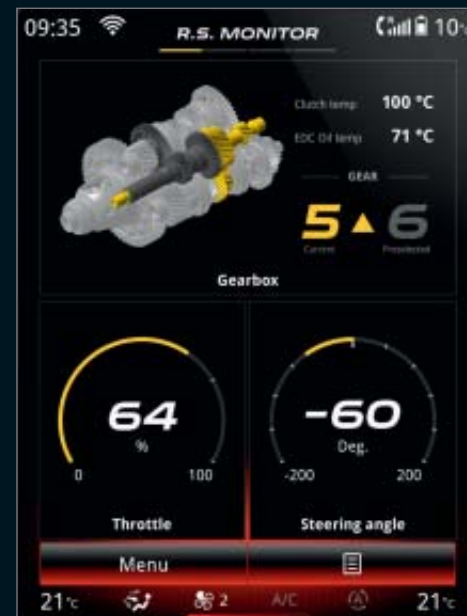 09:35 R.S. MONITOR 10
Clutch temp 100 °C
EDC Oil temp 71 °C
GEAR
5 6
Current Preselected
Gearbox
64
%
0 100
Throttle
-60
Deg.
-200 200
Steering angle
Menu
21°C 2 A/C A 21°C